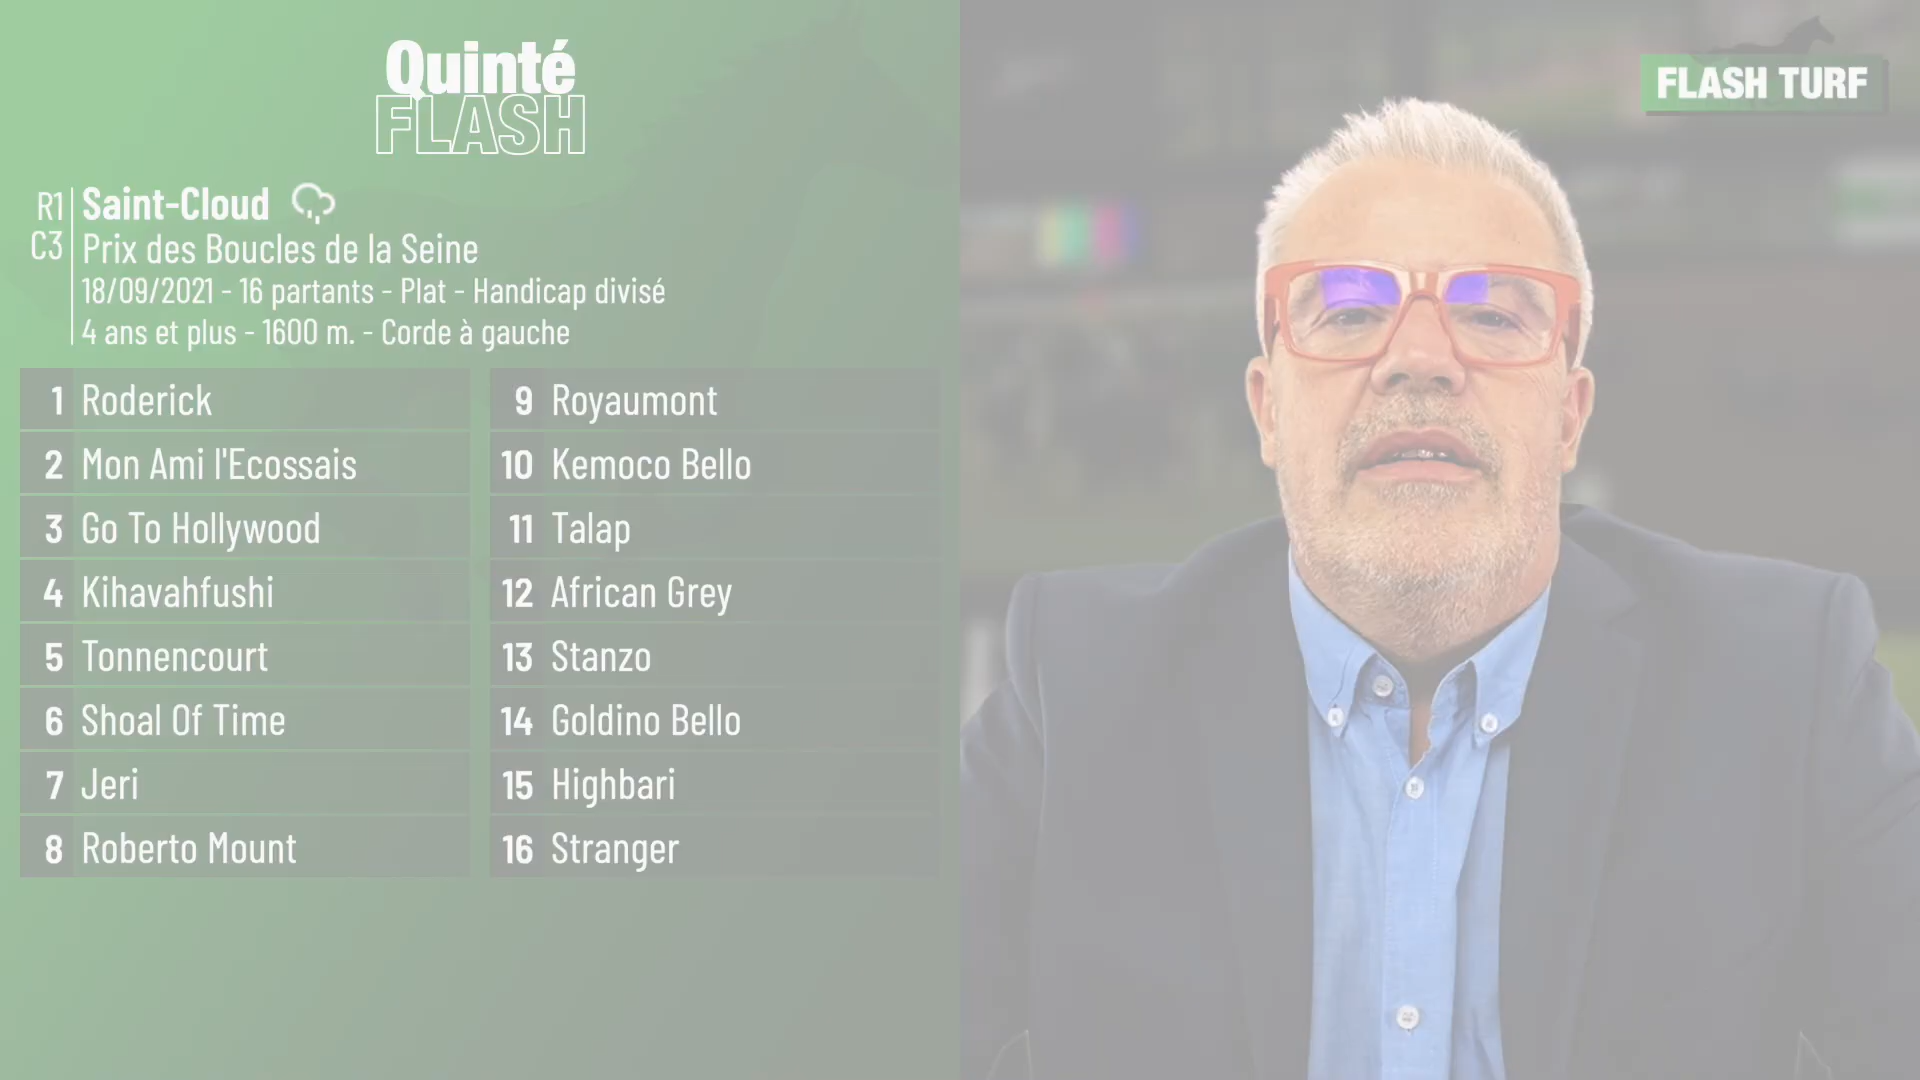 Quinté
FLASH
FLASH TURF
R1
C3
Saint-Cloud
Prix des Boucles de la Seine
18/09/2021 - 16 partants - Plat - Handicap divisé
4 ans et plus - 1600 m. - Corde à gauche
1 Roderick
2 Mon Ami l'Ecossais
3 Go To Hollywood
4 Kihavahfushi
5 Tonnencourt
6 Shoal Of Time
7 Jeri
8 Roberto Mount
9 Royaumont
10 Kemoco Bello
11 Talap
12 African Grey
13 Stanzo
14 Goldino Bello
15 Highbari
16 Stranger